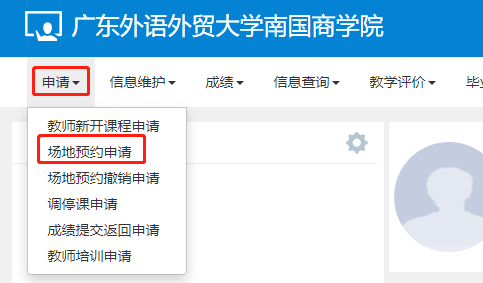 广东外语外贸大学南国商学院
申请 信息维护 成绩 信息查询 教学评价
教师新开课程申请
场地预约申请
场地预约撤销申请
调停课申请
成绩提交返回申请
教师培训申请